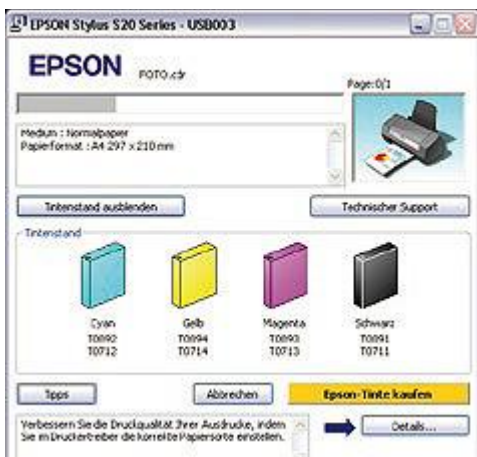 EPSON Stylus S20 Series - USB003
EPSON
FOTO.cdr
Page:0/1
Medium : Normalpapier
Papierformat : A4 297 x 210 mm
Tintenstand ausblenden
Technischer Support
Tintenstand
Cyan
T0892
T0712
Gelb
T0894
T0714
Magenta
T0893
T0713
Schwarz
T0891
T0711
Tipps
Abbrechen
Epson-Tinte kaufen
Verbessern Sie die Druckqualität Ihrer Ausdrucke, indem
Sie im Druckertreiber die korrekte Papiersorte einstellen.
Details...